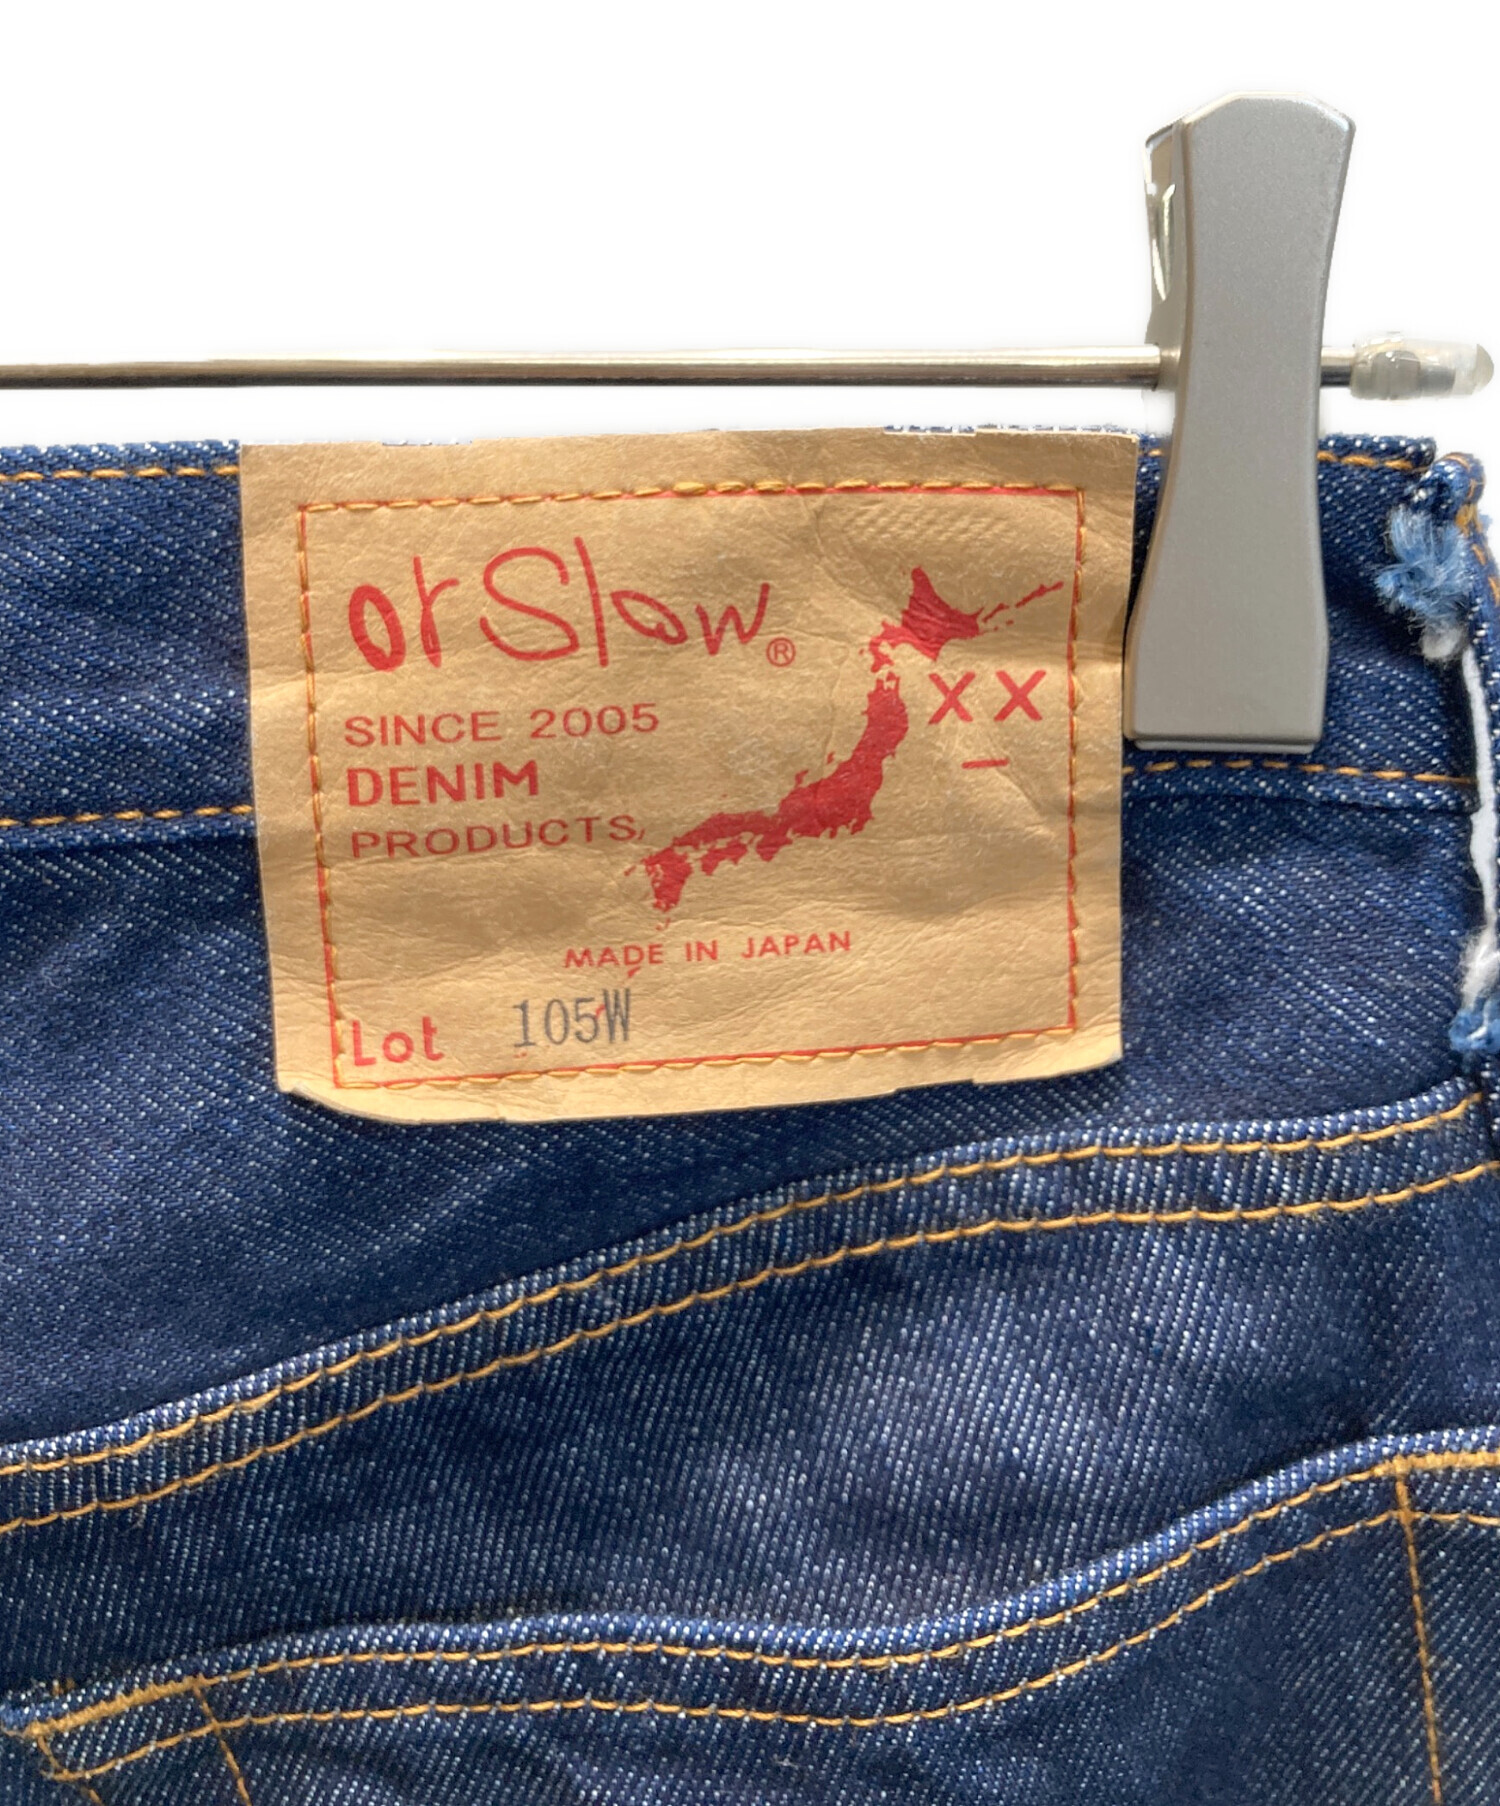 orSlow®
SINCE 2005
DENIM
PRODUCTS,
XX
MADE IN JAPAN
Lot 105W